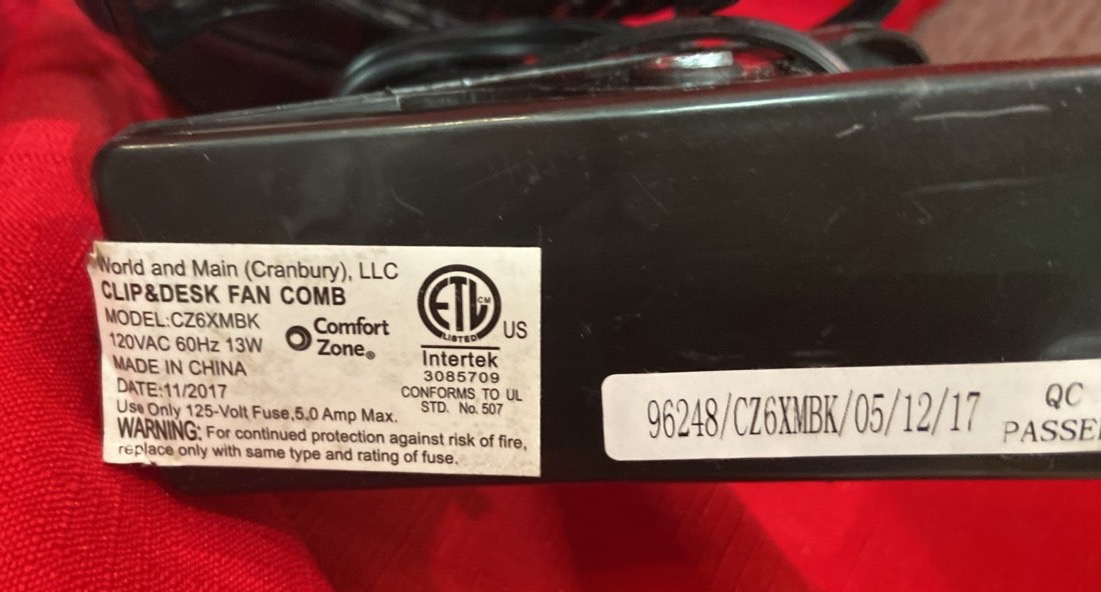 World and Main (Cranbury), LLC
CLIP&DESK FAN COMB
MODEL:CZ6XMBK
120VAC 60Hz 13W
MADE IN CHINA
DATE:11/2017
Use Only 125-Volt Fuse,5.0 Amp Max.
WARNING: For continued protection against risk of fire,
replace only with same type and rating of fuse.
Comfort
Zone®
ETL CM
LISTED
US
Intertek
3085709
CONFORMS TO UL
STD. No. 507
96248/CZ6XMBK/05/12/17
QC
PASSE